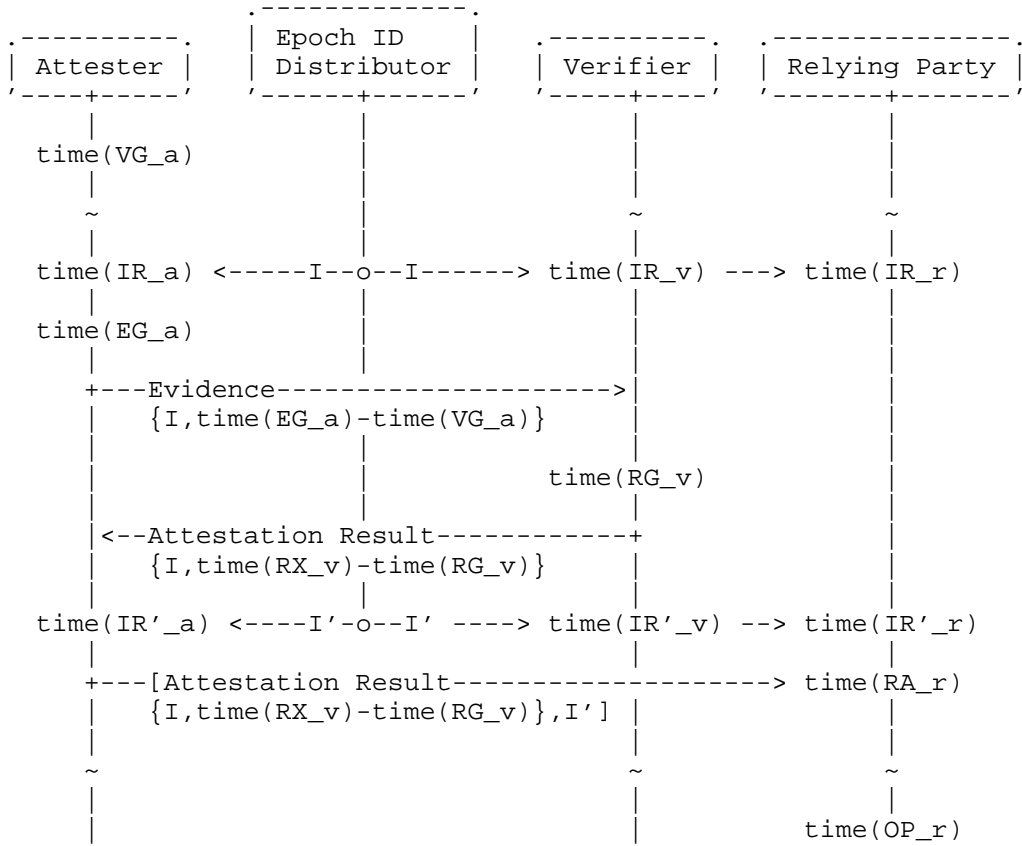 Epoch ID
Attester Distributor Verifier Relying Party
time(VG_a)
~ ~ ~
time(IR_a) <-----I--o--I------> time(IR_v) ---> time(IR_r)
time(EG_a)
+---Evidence--------------------->
{I,time(EG_a)-time(VG_a)}
time(RG_v)
<--Attestation Result------------+
{I,time(RX_v)-time(RG_v)}
time(IR'_a) <----I'-o--I' ----> time(IR'_v) --> time(IR'_r)
+---[Attestation Result--------------------> time(RA_r)
{I,time(RX_v)-time(RG_v)},I']
~ ~ ~
time(OP_r)